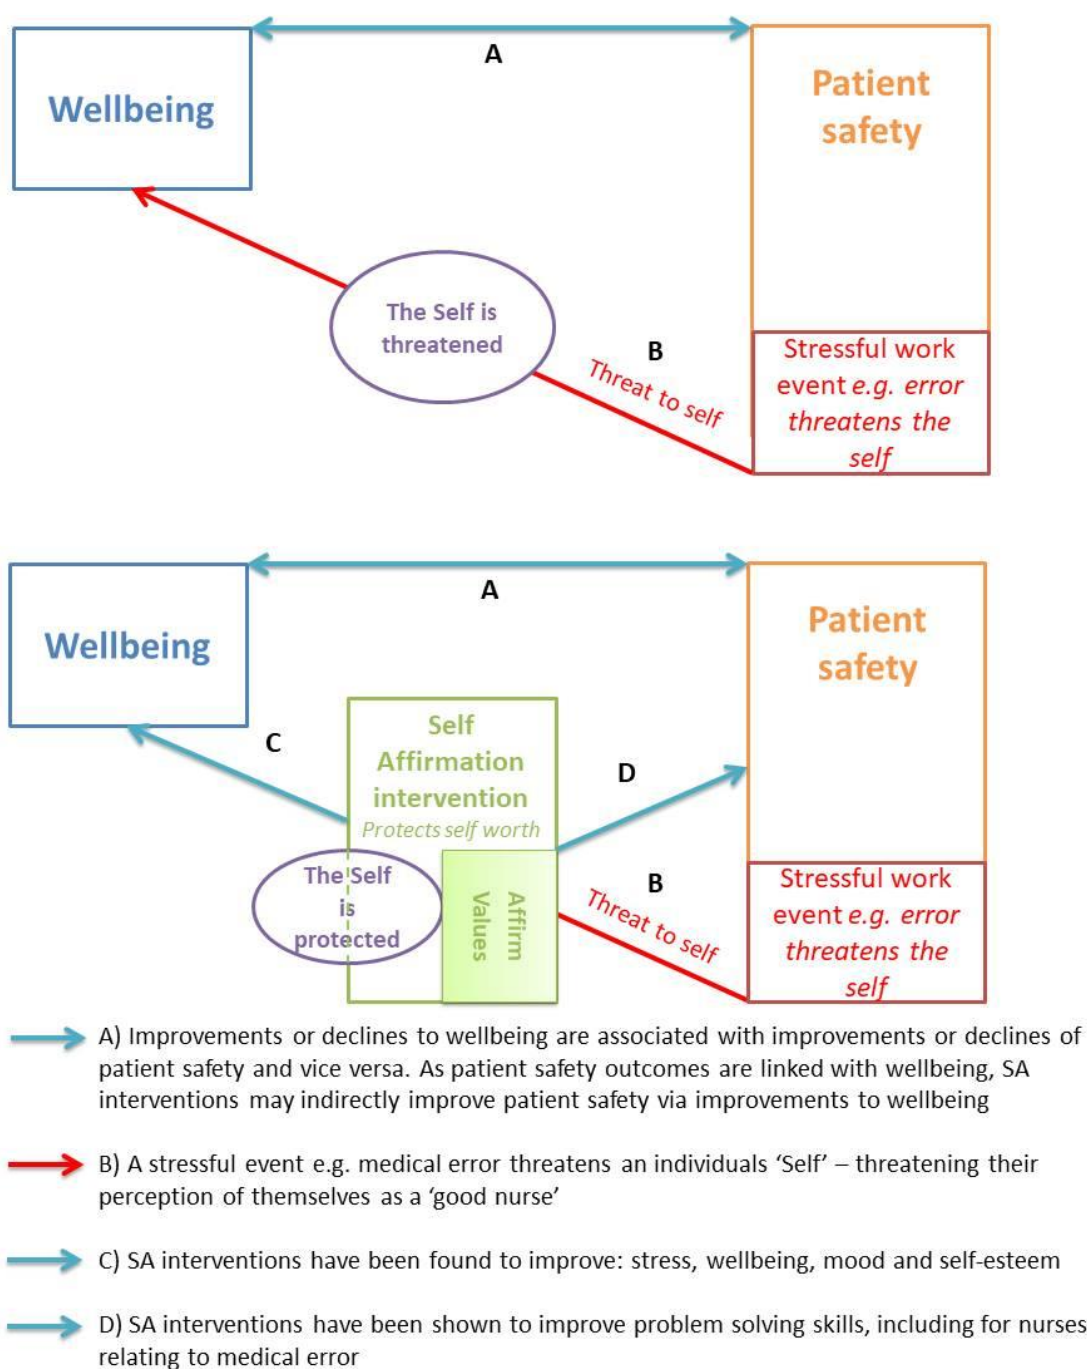 A
Wellbeing
Patient
safety
The Self is
threatened
B
Threat to self
Stressful work
event e.g. error
threatens the
self
A
Wellbeing
Patient
safety
C
Self
Affirmation
intervention
Protects self worth
D
The Self
is
protected
Affirm
Values
B
Threat to self
Stressful work
event e.g. error
threatens the
self
A) Improvements or declines to wellbeing are associated with improvements or declines of
patient safety and vice versa. As patient safety outcomes are linked with wellbeing, SA
interventions may indirectly improve patient safety via improvements to wellbeing
B) A stressful event e.g. medical error threatens an individuals ‘Self’ – threatening their
perception of themselves as a ‘good nurse’
C) SA interventions have been found to improve: stress, wellbeing, mood and self-esteem
D) SA interventions have been shown to improve problem solving skills, including for nurses
relating to medical error